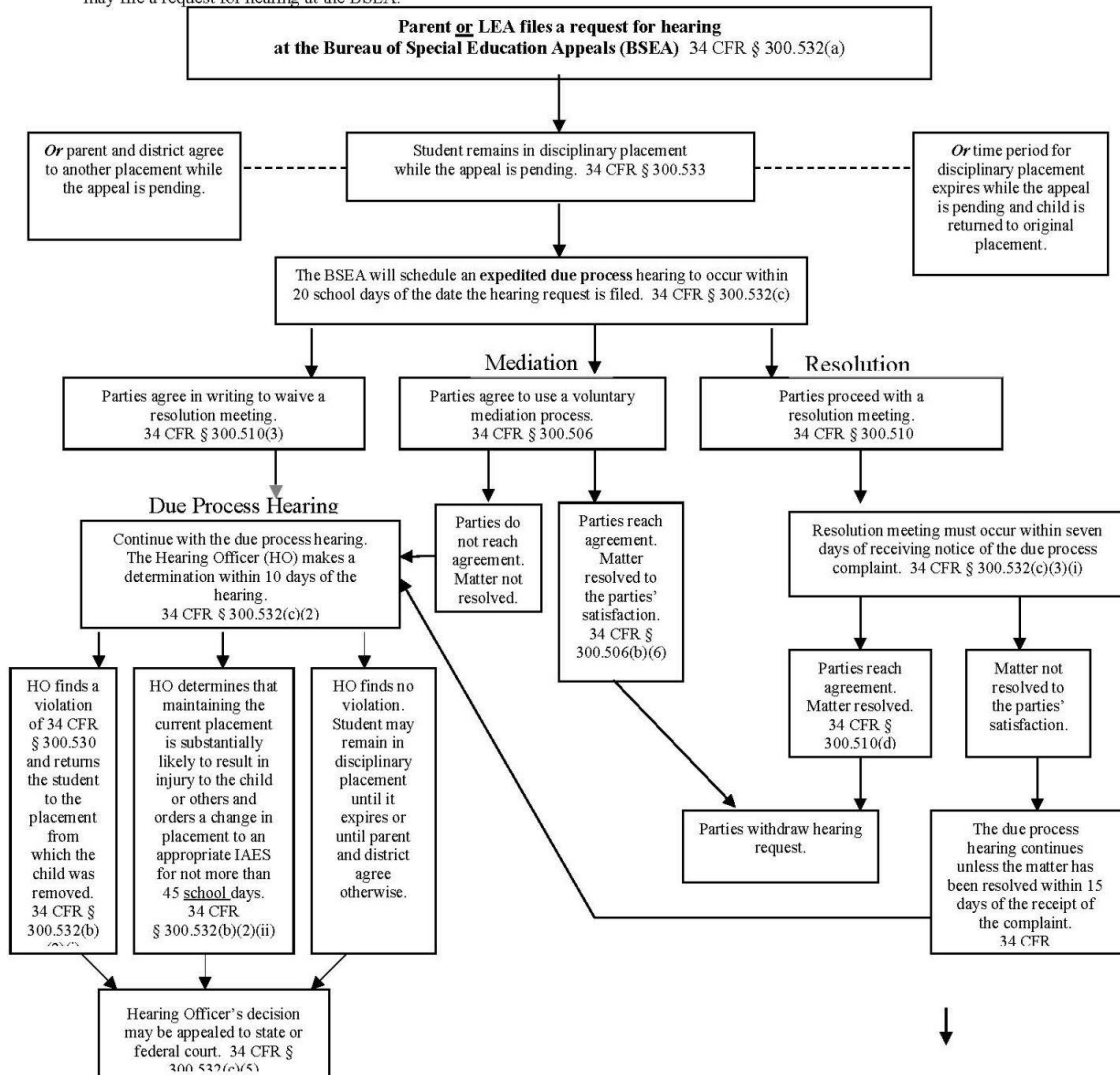 may file a request for hearing at the BSEA.
Parent or LEA files a request for hearing
at the Bureau of Special Education Appeals (BSEA) 34 CFR § 300.532(a)
Or parent and district agree
to another placement while
the appeal is pending.
Student remains in disciplinary placement
while the appeal is pending. 34 CFR § 300.533
Or time period for
disciplinary placement
expires while the appeal
is pending and child is
returned to original
placement.
The BSEA will schedule an expedited due process hearing to occur within
20 school days of the date the hearing request is filed. 34 CFR § 300.532(c)
Mediation
Resolution
Parties agree in writing to waive a
resolution meeting.
34 CFR § 300.510(3)
Parties agree to use a voluntary
mediation process.
34 CFR § 300.506
Parties proceed with a
resolution meeting.
34 CFR § 300.510
Due Process Hearing
Continue with the due process hearing.
The Hearing Officer (HO) makes a
determination within 10 days of the
hearing.
34 CFR § 300.532(c)(2)
Parties do
not reach
agreement.
Matter not
resolved.
Parties reach
agreement.
Matter
resolved to
the parties'
satisfaction.
34 CFR §
300.506(b)(6)
Resolution meeting must occur within seven
days of receiving notice of the due process
complaint. 34 CFR § 300.532(c)(3)(i)
Parties reach
agreement.
Matter resolved.
34 CFR §
300.510(d)
Matter not
resolved to
the parties'
satisfaction.
HO finds a
violation
of 34 CFR
§ 300.530
and returns
the student
to the
placement
from
which the
child was
removed.
34 CFR §
300.532(b)
HO determines that
maintaining the
current placement
is substantially
likely to result in
injury to the child
or others and
orders a change in
placement to an
appropriate IAES
for not more than
45 school days.
34 CFR
§ 300.532(b)(2)(ii)
HO finds no
violation.
Student may
remain in
disciplinary
placement
until it
expires or
until parent
and district
agree
otherwise.
Parties withdraw hearing
request.
The due process
hearing continues
unless the matter has
been resolved within 15
days of the receipt of
the complaint.
34 CFR
Hearing Officer's decision
may be appealed to state or
federal court. 34 CFR §
300.532(c)(5)